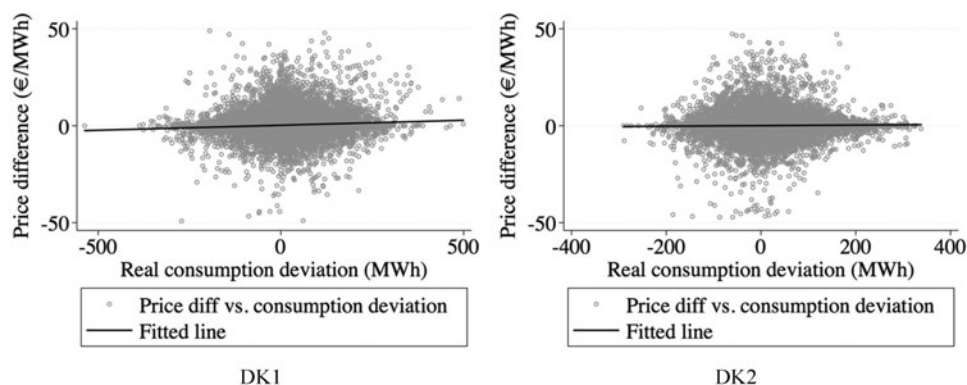 Price difference (€/MWh)
50
0
-50
-500
0
500
Real consumption deviation (MWh)
Price diff vs. consumption deviation
Fitted line
DK1
Price difference (€/MWh)
50
0
-50
-400
-200
0
200
400
Real consumption deviation (MWh)
Price diff vs. consumption deviation
Fitted line
DK2